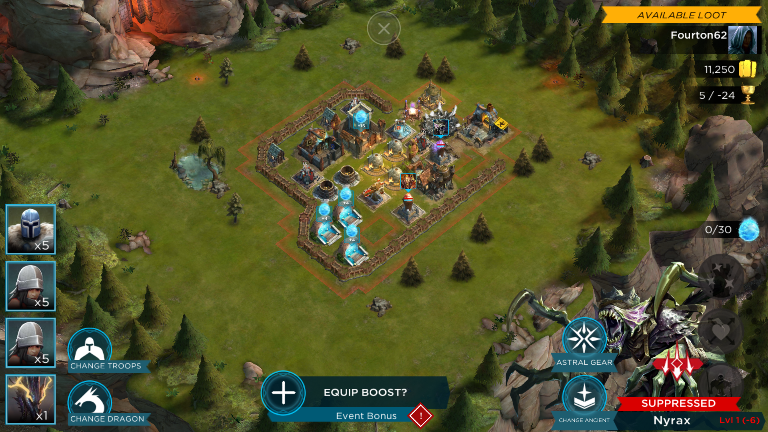 AVAILABLE LOOT
Fourton62
11,250
5 / -24
0/30
x5
x5
x5
x1
CHANGE TROOPS
CHANGE DRAGON
EQUIP BOOST?
Event Bonus
ASTRAL GEAR
CHANGE ANCIENT
SUPPRESSED
Nyrax
Lvl 1 (-6)